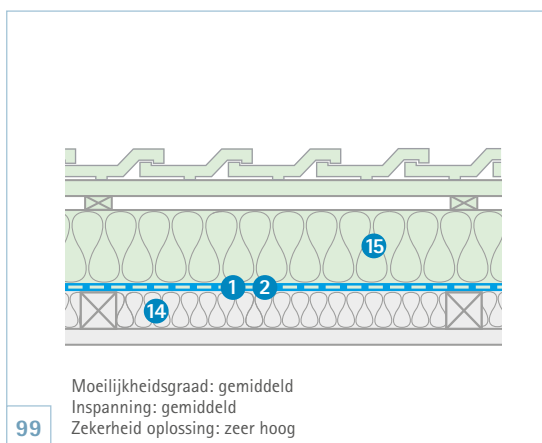 15
1 2
14
Moeilijkheidsgraad: gemiddeld
Inspanning: gemiddeld
99 Zekerheid oplossing: zeer hoog